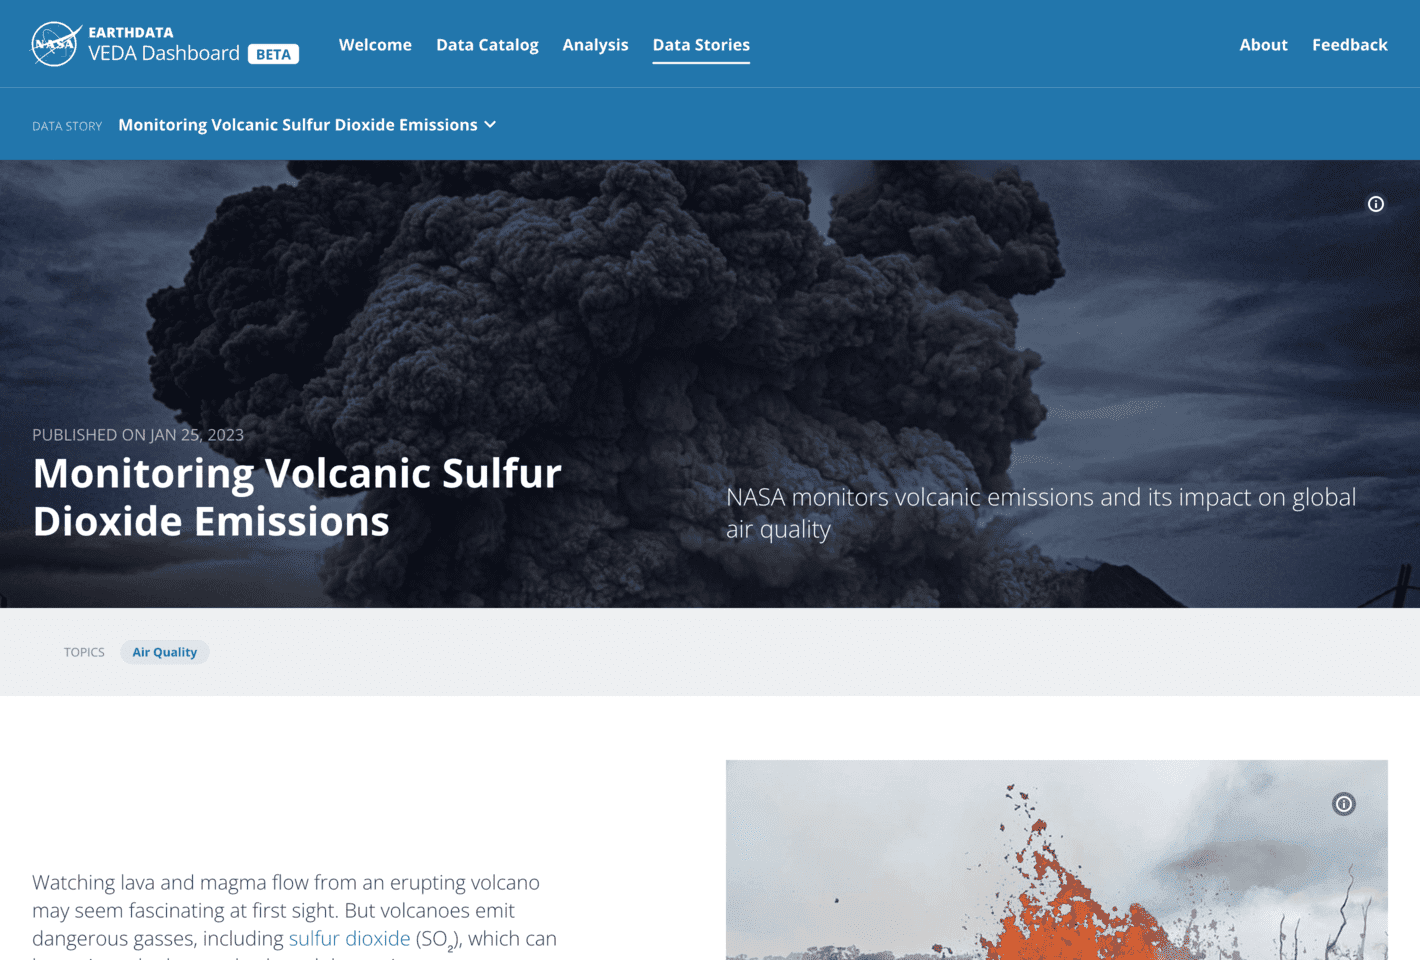 NASA
EARTHDATA
VEDA Dashboard BETA
Welcome Data Catalog Analysis Data Stories
About Feedback
DATA STORY Monitoring Volcanic Sulfur Dioxide Emissions
PUBLISHED ON JAN 25, 2023
Monitoring Volcanic Sulfur
Dioxide Emissions
NASA monitors volcanic emissions and its impact on global
air quality
TOPICS Air Quality
Watching lava and magma flow from an erupting volcano
may seem fascinating at first sight. But volcanoes emit
dangerous gasses, including sulfur dioxide (SO₂), which can